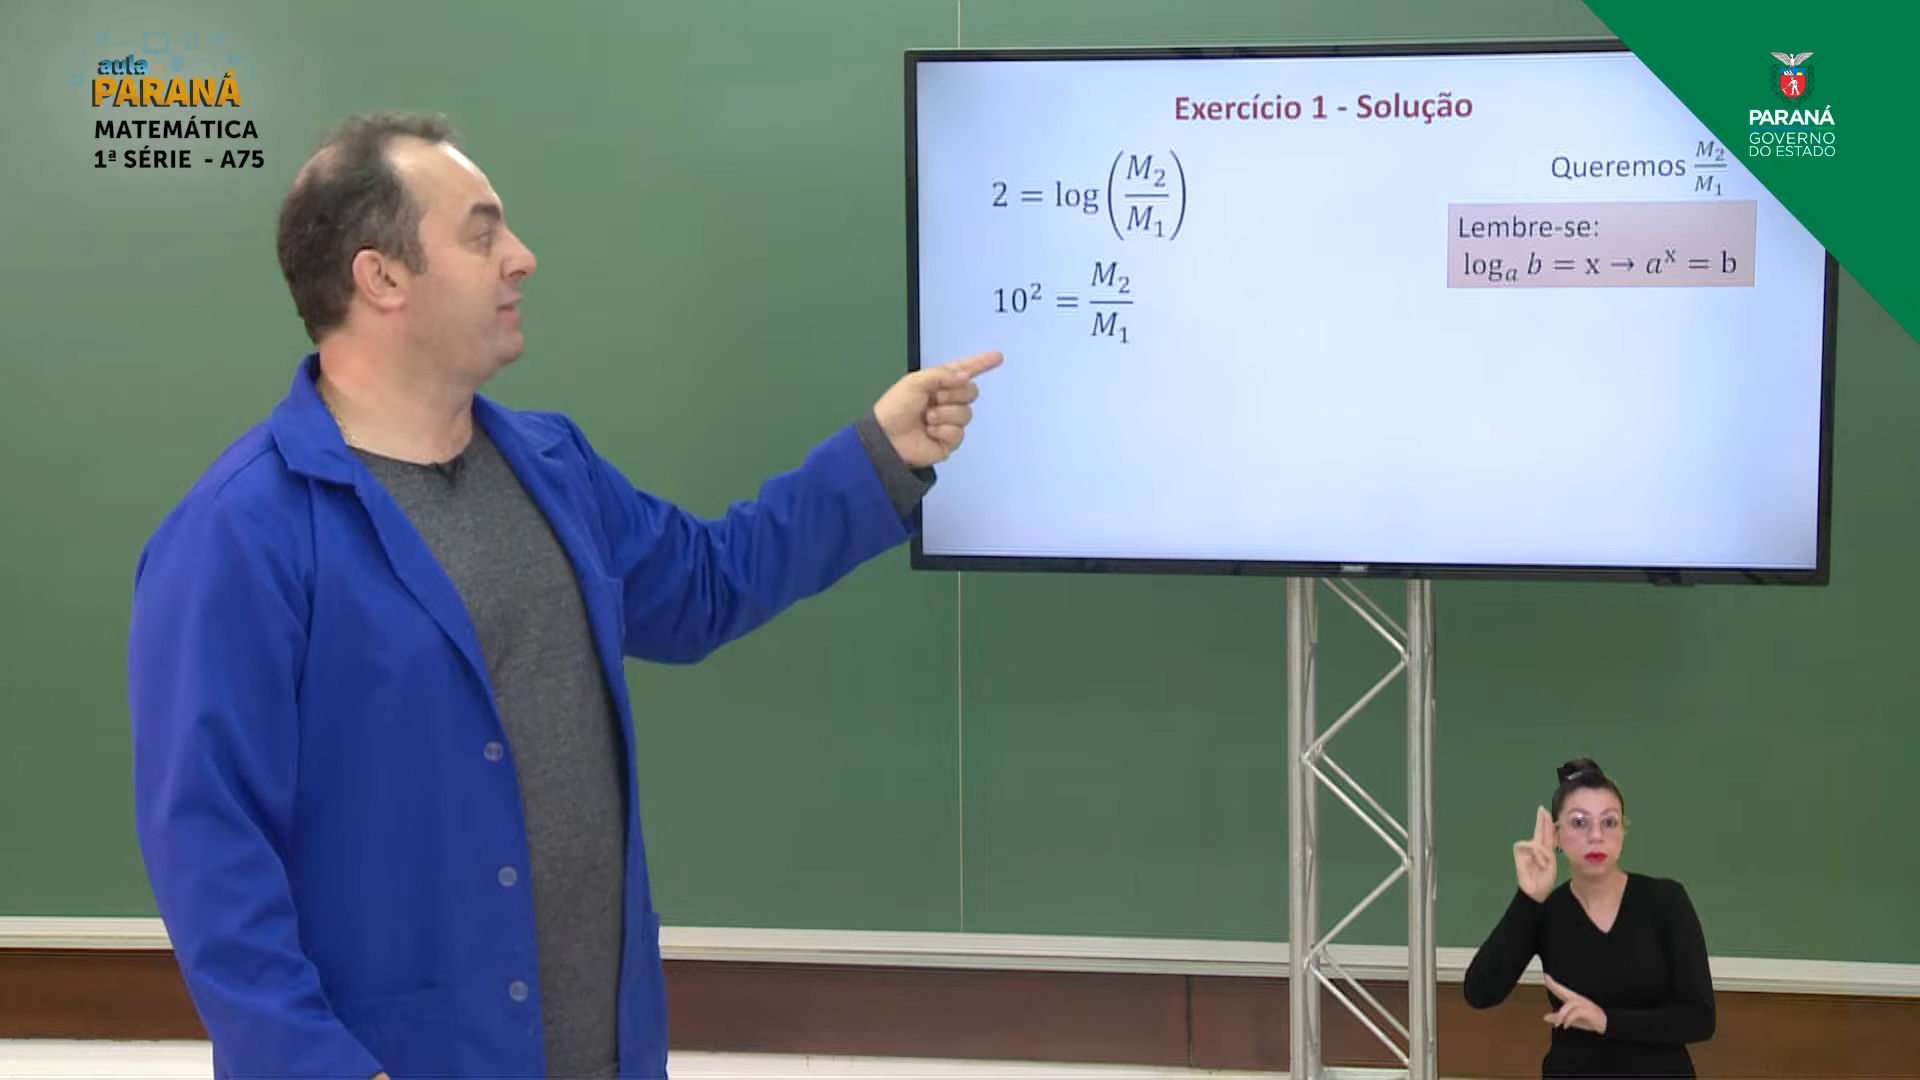 aula
PARANÁ
MATEMÁTICA
1ª SÉRIE - A75
Exercício 1 - Solução
2 = log(M₂/M₁)
10² = M₂/M₁
Queremos M₂/M₁
Lembre-se:
logₐ b = x → aˣ = b
PARANÁ
GOVERNO
DO ESTADO